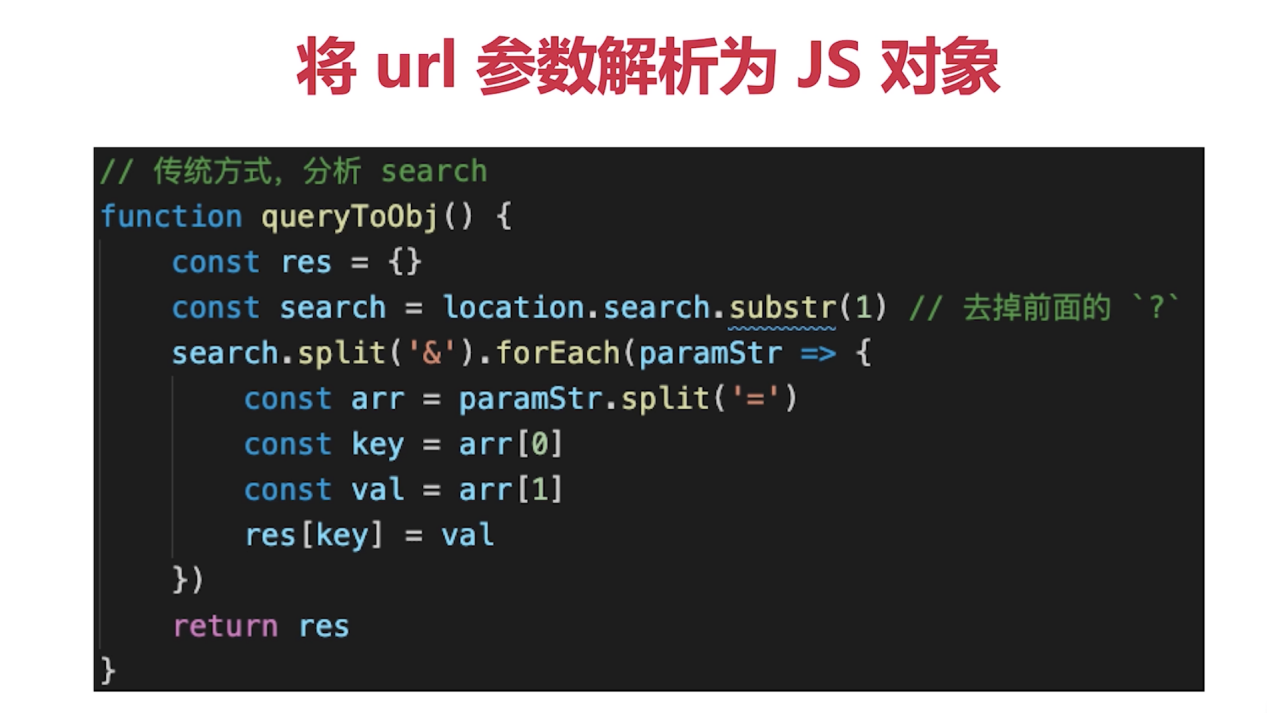 将 url 参数解析为 JS 对象
// 传统方式，分析 search
function queryToObj() {
    const res = {}
    const search = location.search.substr(1) // 去掉前面的 `?`
    search.split('&').forEach(paramStr => {
        const arr = paramStr.split('=')
        const key = arr[0]
        const val = arr[1]
        res[key] = val
    })
    return res
}